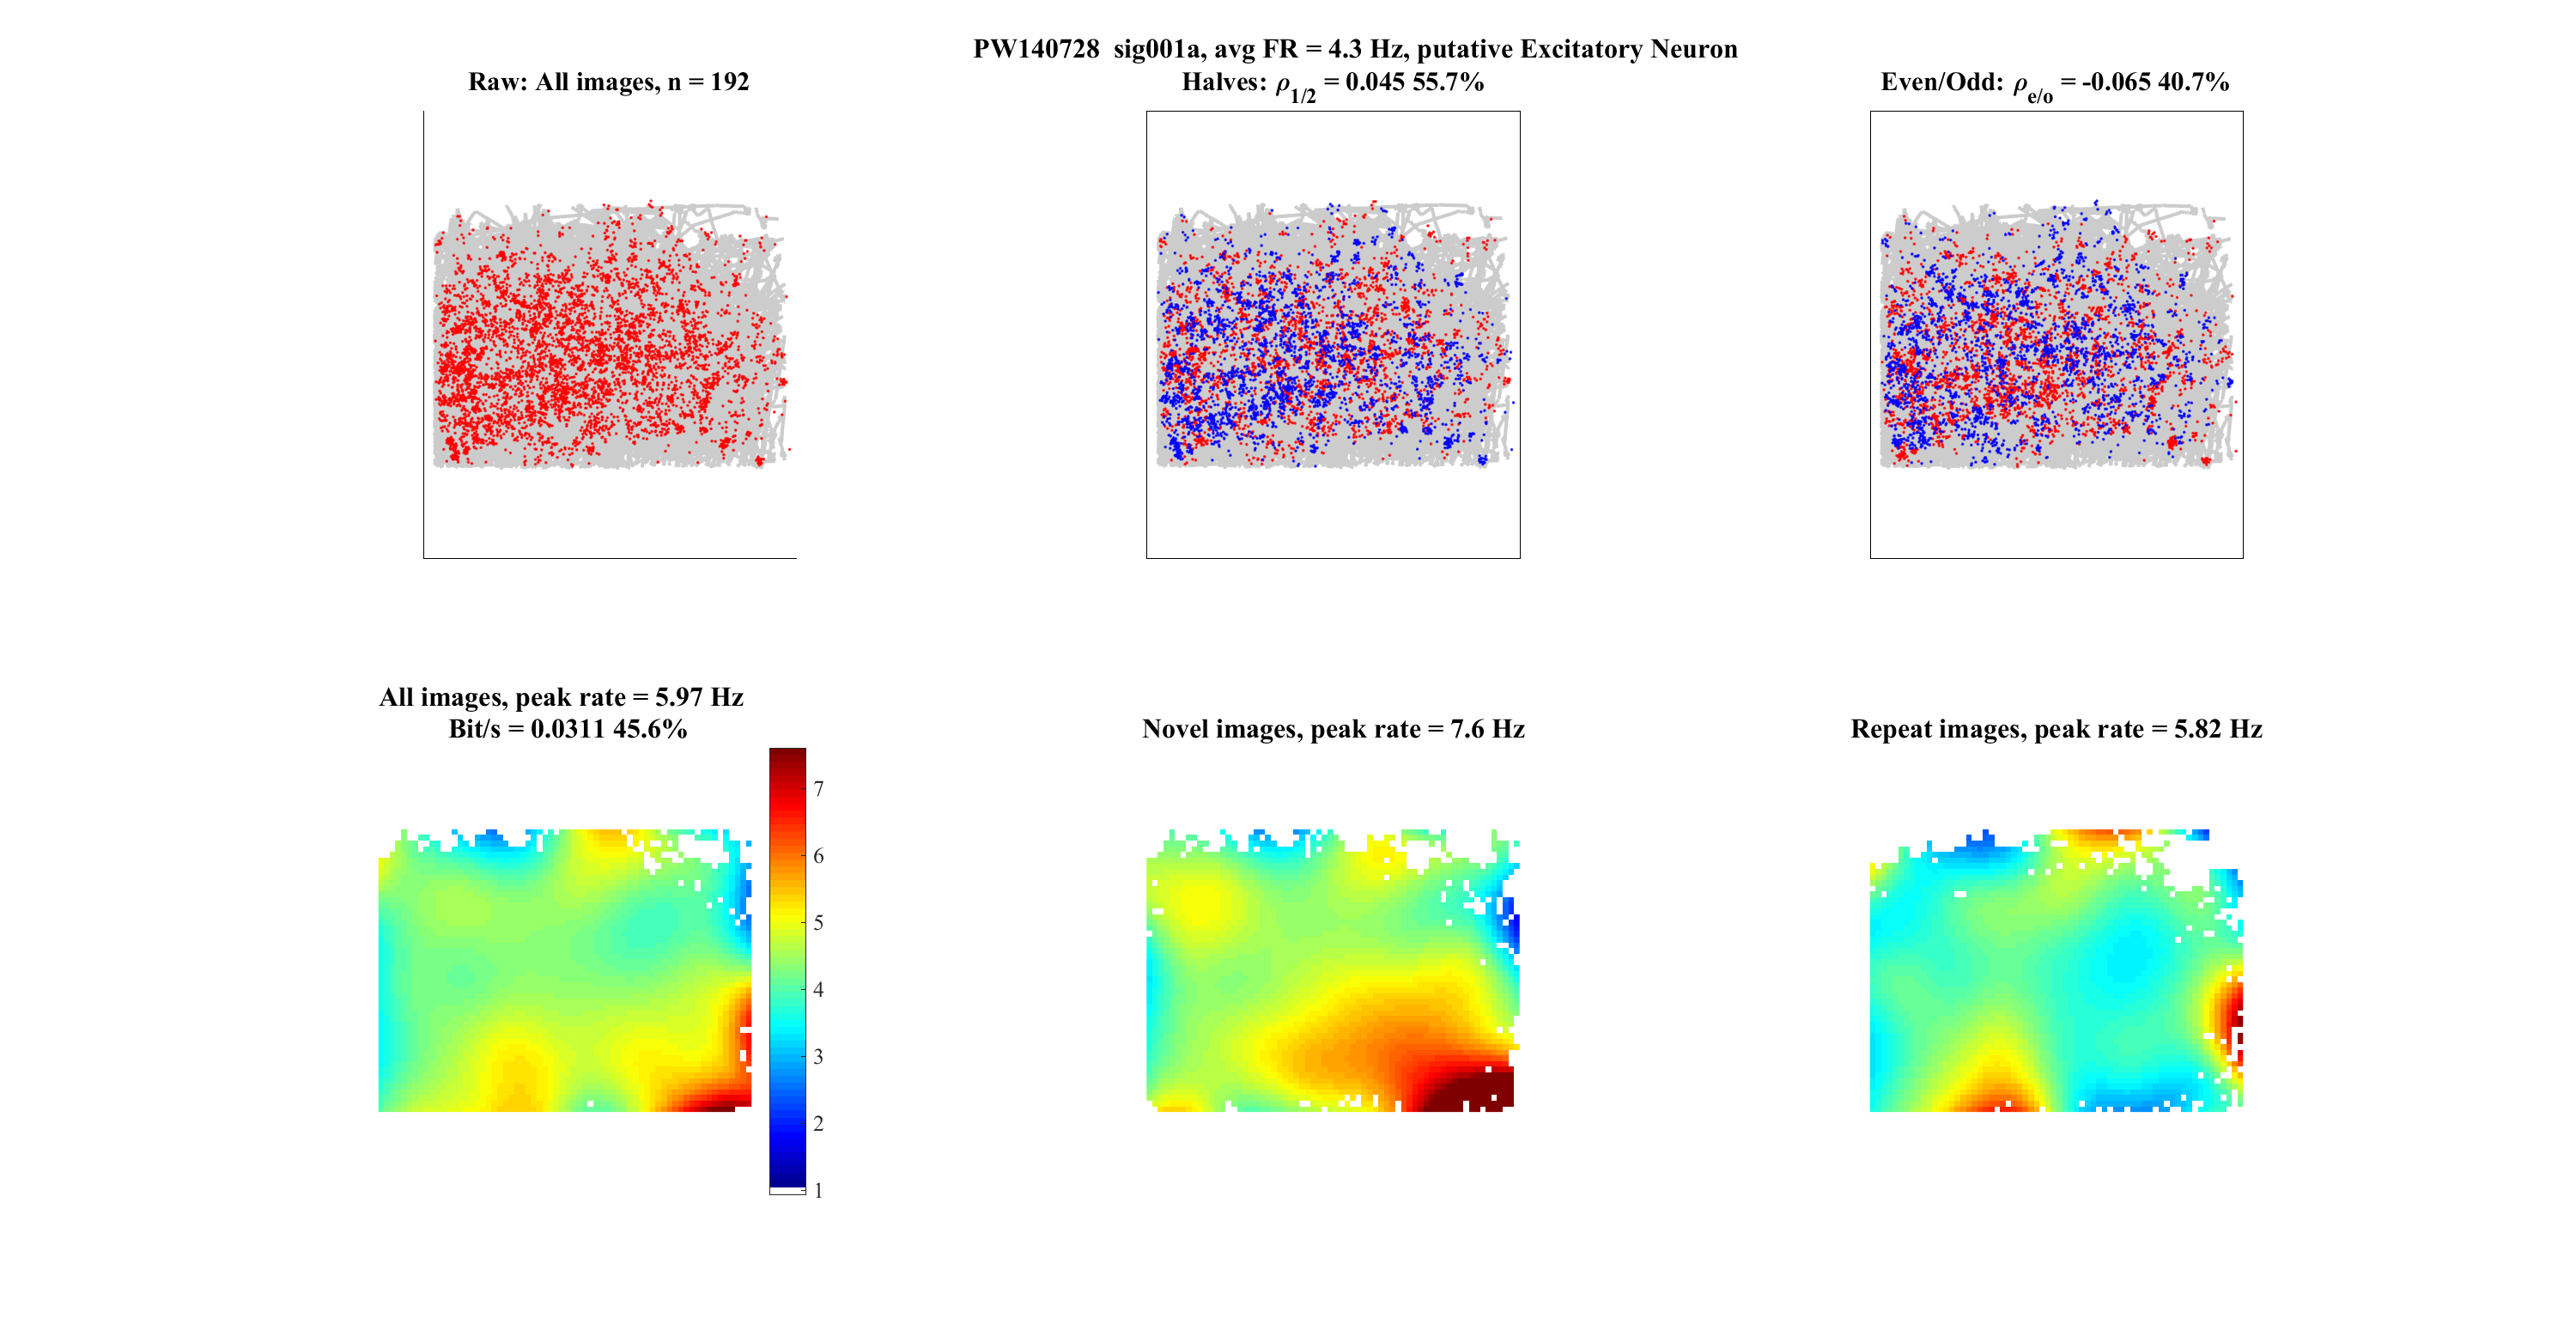 PW140728  sig001a, avg FR = 4.3 Hz, putative Excitatory Neuron
Raw: All images, n = 192
Halves: ρ1/2 = 0.045 55.7%
Even/Odd: ρe/o = -0.065 40.7%
All images, peak rate = 5.97 Hz
Bit/s = 0.0311 45.6%
Novel images, peak rate = 7.6 Hz
Repeat images, peak rate = 5.82 Hz
7
6
5
4
3
2
1